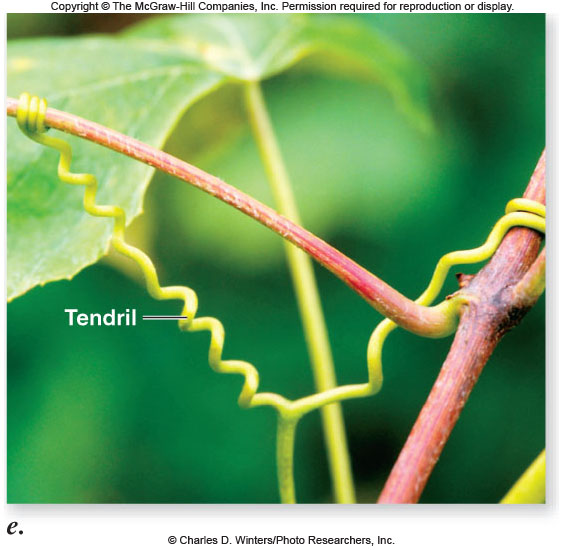 Copyright © The McGraw-Hill Companies, Inc. Permission required for reproduction or display.
Tendril
e.
© Charles D. Winters/Photo Researchers, Inc.